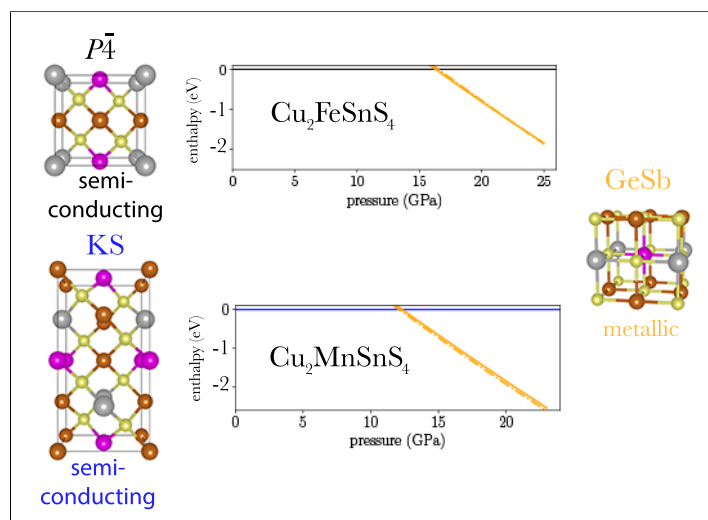 P4̄
semi-
conducting
KS
semi-
conducting
enthalpy (eV)
0
-1
-2
Cu₂FeSnS₄
0 5 10 15 20 25
pressure (GPa)
enthalpy (eV)
0
-1
-2
Cu₂MnSnS₄
0 5 10 15 20
pressure (GPa)
GeSb
metallic